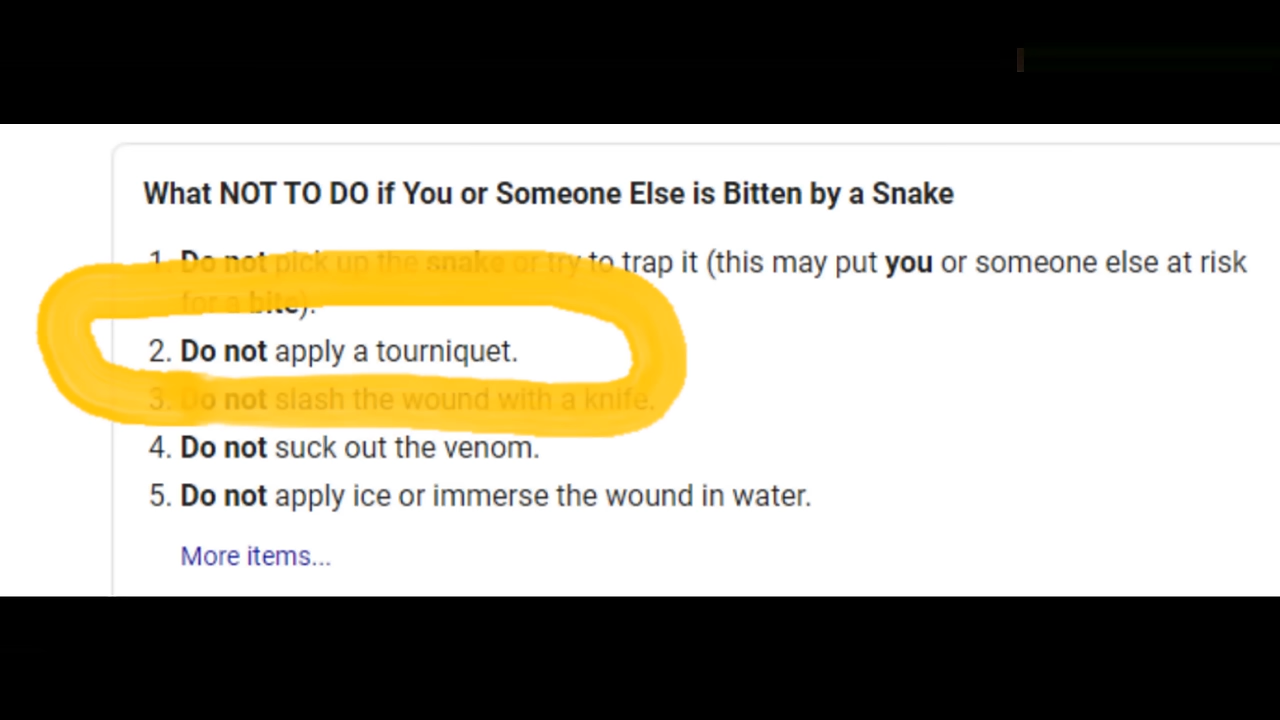 What NOT TO DO if You or Someone Else is Bitten by a Snake
1. Do not pick up the snake or try to trap it (this may put you or someone else at risk
for a bite).
2. Do not apply a tourniquet.
3. Do not slash the wound with a knife.
4. Do not suck out the venom.
5. Do not apply ice or immerse the wound in water.
More items...